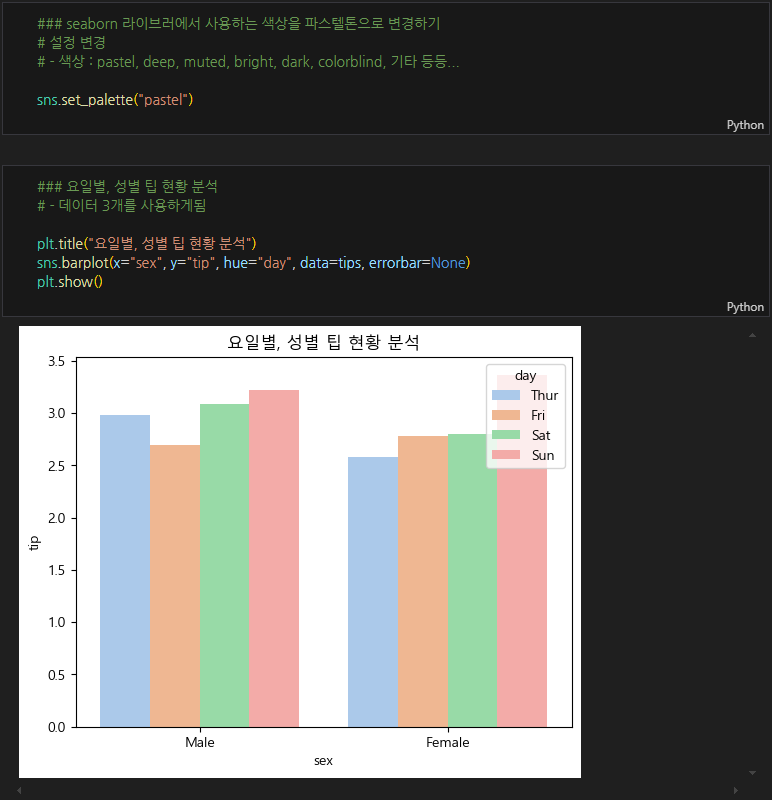 ### seaborn 라이브러에서 사용하는 색상을 파스텔톤으로 변경하기
# 설정 변경
# - 색상 : pastel, deep, muted, bright, dark, colorblind, 기타 등등...
sns.set_palette("pastel")
Python
### 요일별, 성별 팁 현황 분석
# - 데이터 3개를 사용하게됨
plt.title("요일별, 성별 팁 현황 분석")
sns.barplot(x="sex", y="tip", hue="day", data=tips, errorbar=None)
plt.show()
Python
요일별, 성별 팁 현황 분석
3.5
3.0
2.5
2.0
1.5
1.0
0.5
0.0
tip
day
Thur
Fri
Sat
Sun
Male
Female
sex